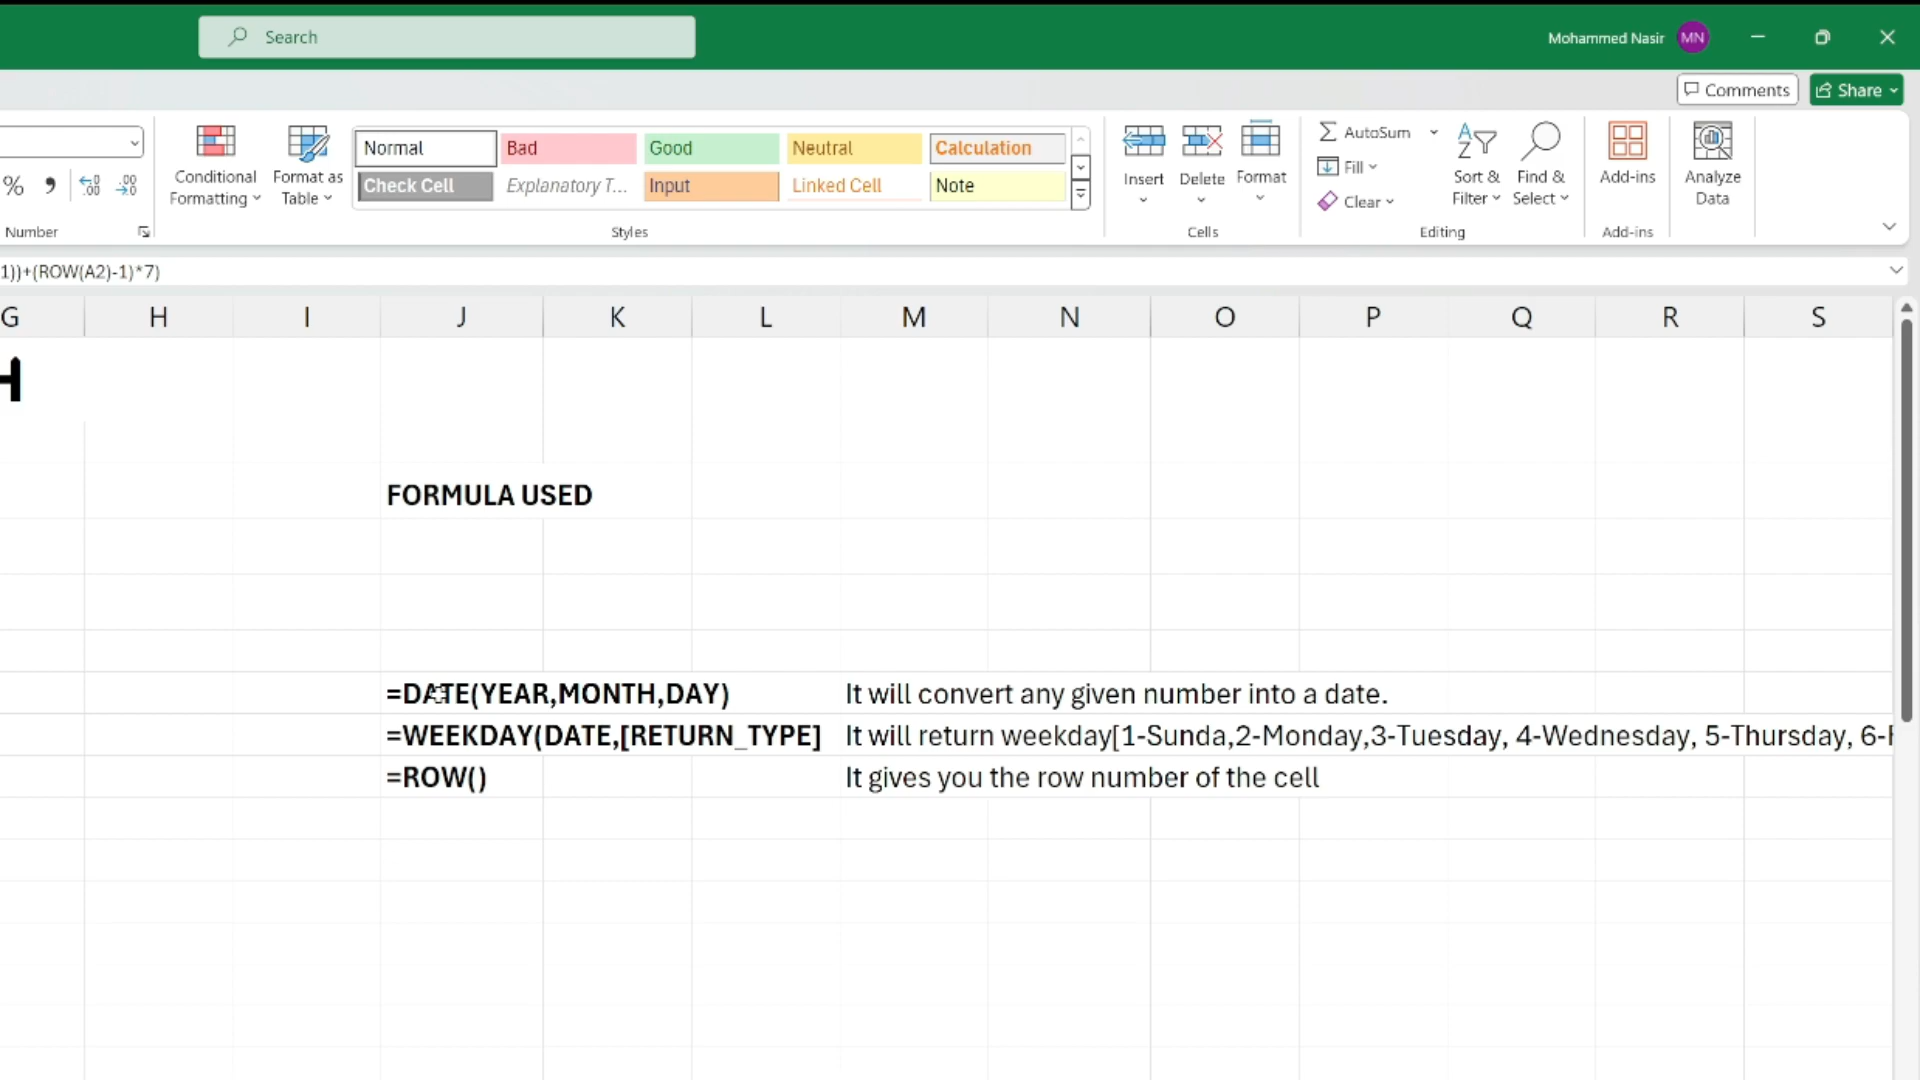 Search
Mohammed Nasir MN
Comments Share
Conditional Formatting
Format as Table
Normal Bad Good Neutral Calculation
Check Cell Explanatory T... Input Linked Cell Note
Insert Delete Format
AutoSum
Fill
Clear
Sort & Filter
Find & Select
Add-ins
Analyze Data
Number Styles Cells Editing Add-ins
1))+(ROW(A2)-1)*7)
G H I J K L M N O P Q R S
H
FORMULA USED
=DATE(YEAR,MONTH,DAY) It will convert any given number into a date.
=WEEKDAY(DATE,[RETURN_TYPE] It will return weekday[1-Sunda,2-Monday,3-Tuesday, 4-Wednesday, 5-Thursday, 6-
=ROW() It gives you the row number of the cell